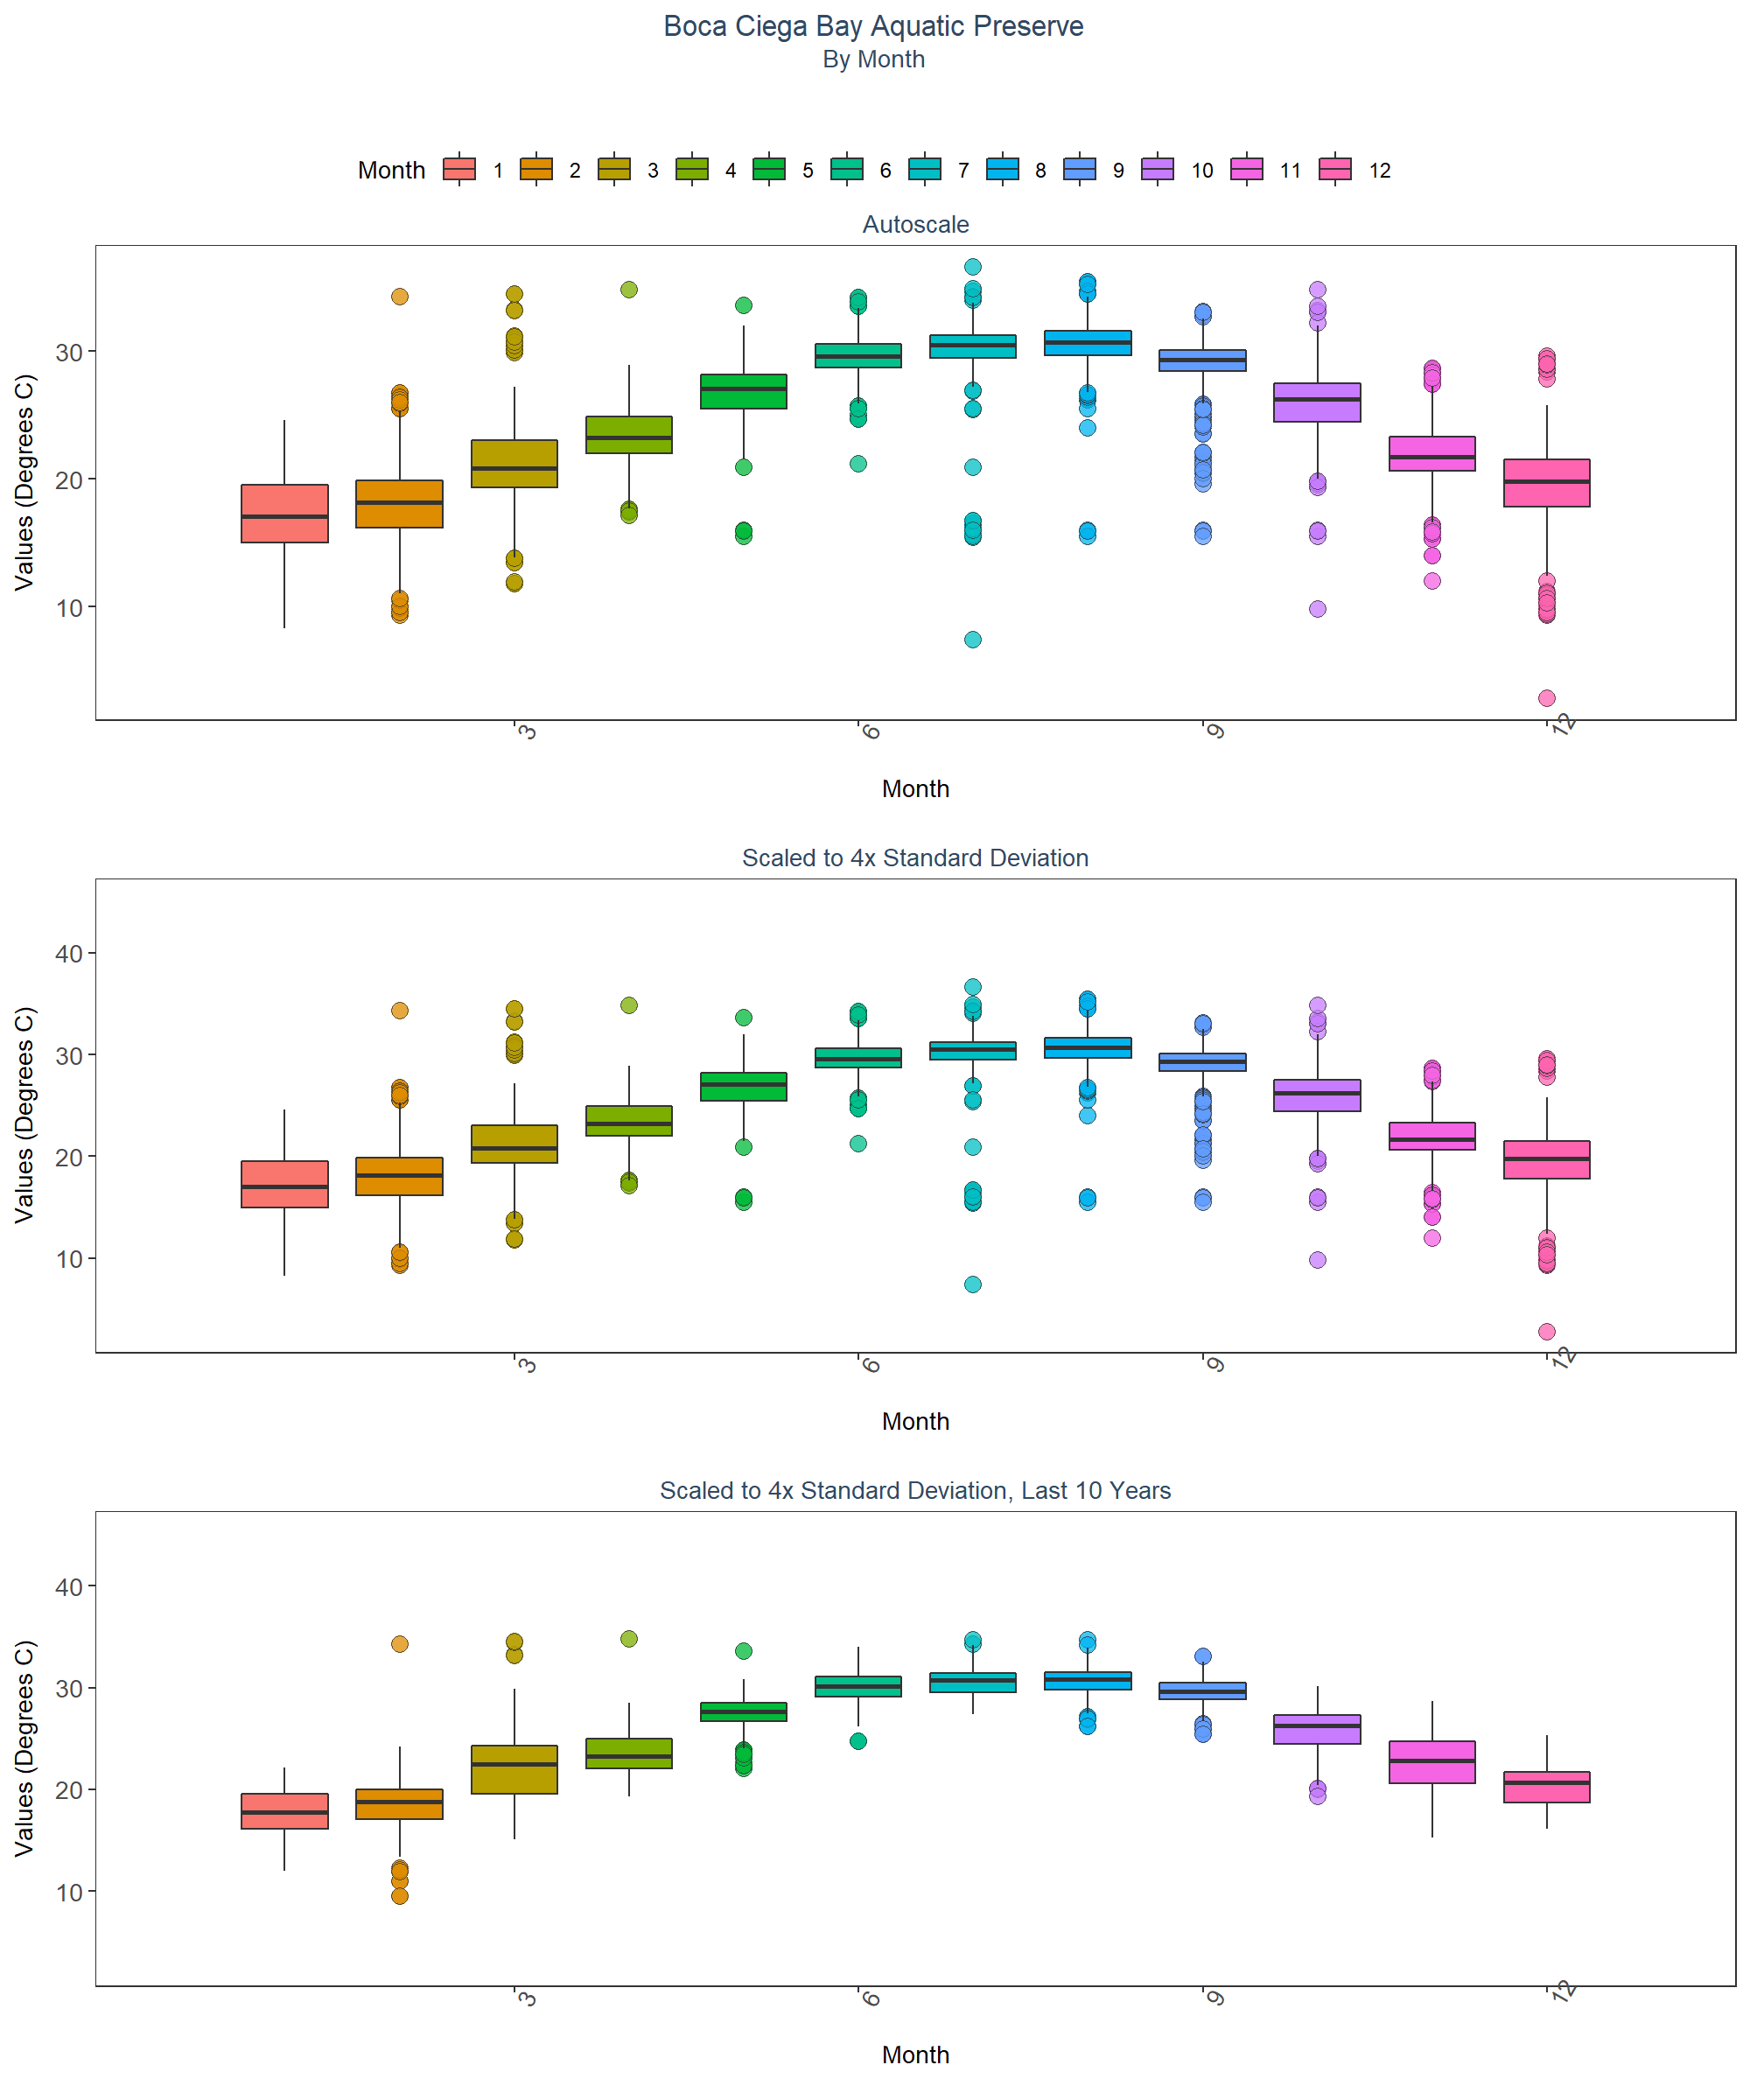 Boca Ciega Bay Aquatic Preserve
By Month
Month 1 2 3 4 5 6 7 8 9 10 11 12
Autoscale
Values (Degrees C)
30
20
10
3 6 9 12
Month
Scaled to 4x Standard Deviation
Values (Degrees C)
40
30
20
10
3 6 9 12
Month
Scaled to 4x Standard Deviation, Last 10 Years
Values (Degrees C)
40
30
20
10
3 6 9 12
Month